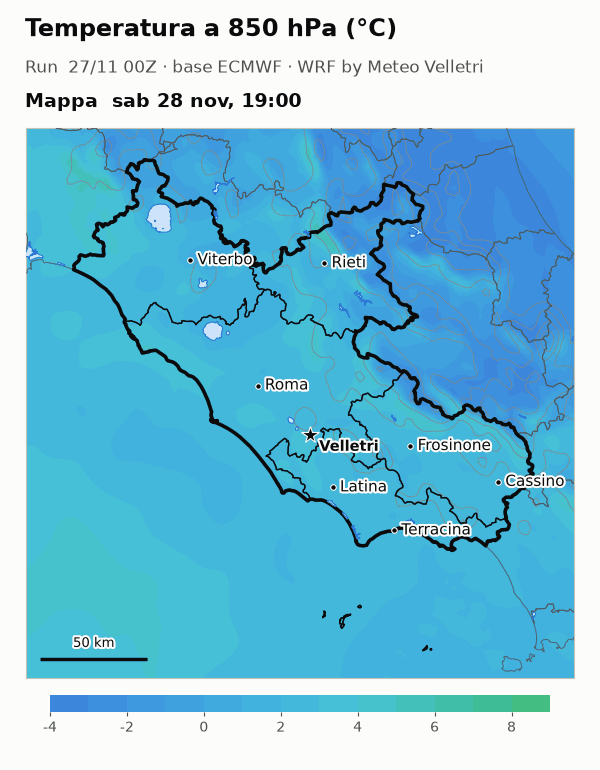 Temperatura a 850 hPa (°C)
Run  27/11 00Z · base ECMWF · WRF by Meteo Velletri
Mappa  sab 28 nov, 19:00
Viterbo
Rieti
Roma
Velletri
Frosinone
Cassino
Latina
Terracina
50 km
-4 -2 0 2 4 6 8